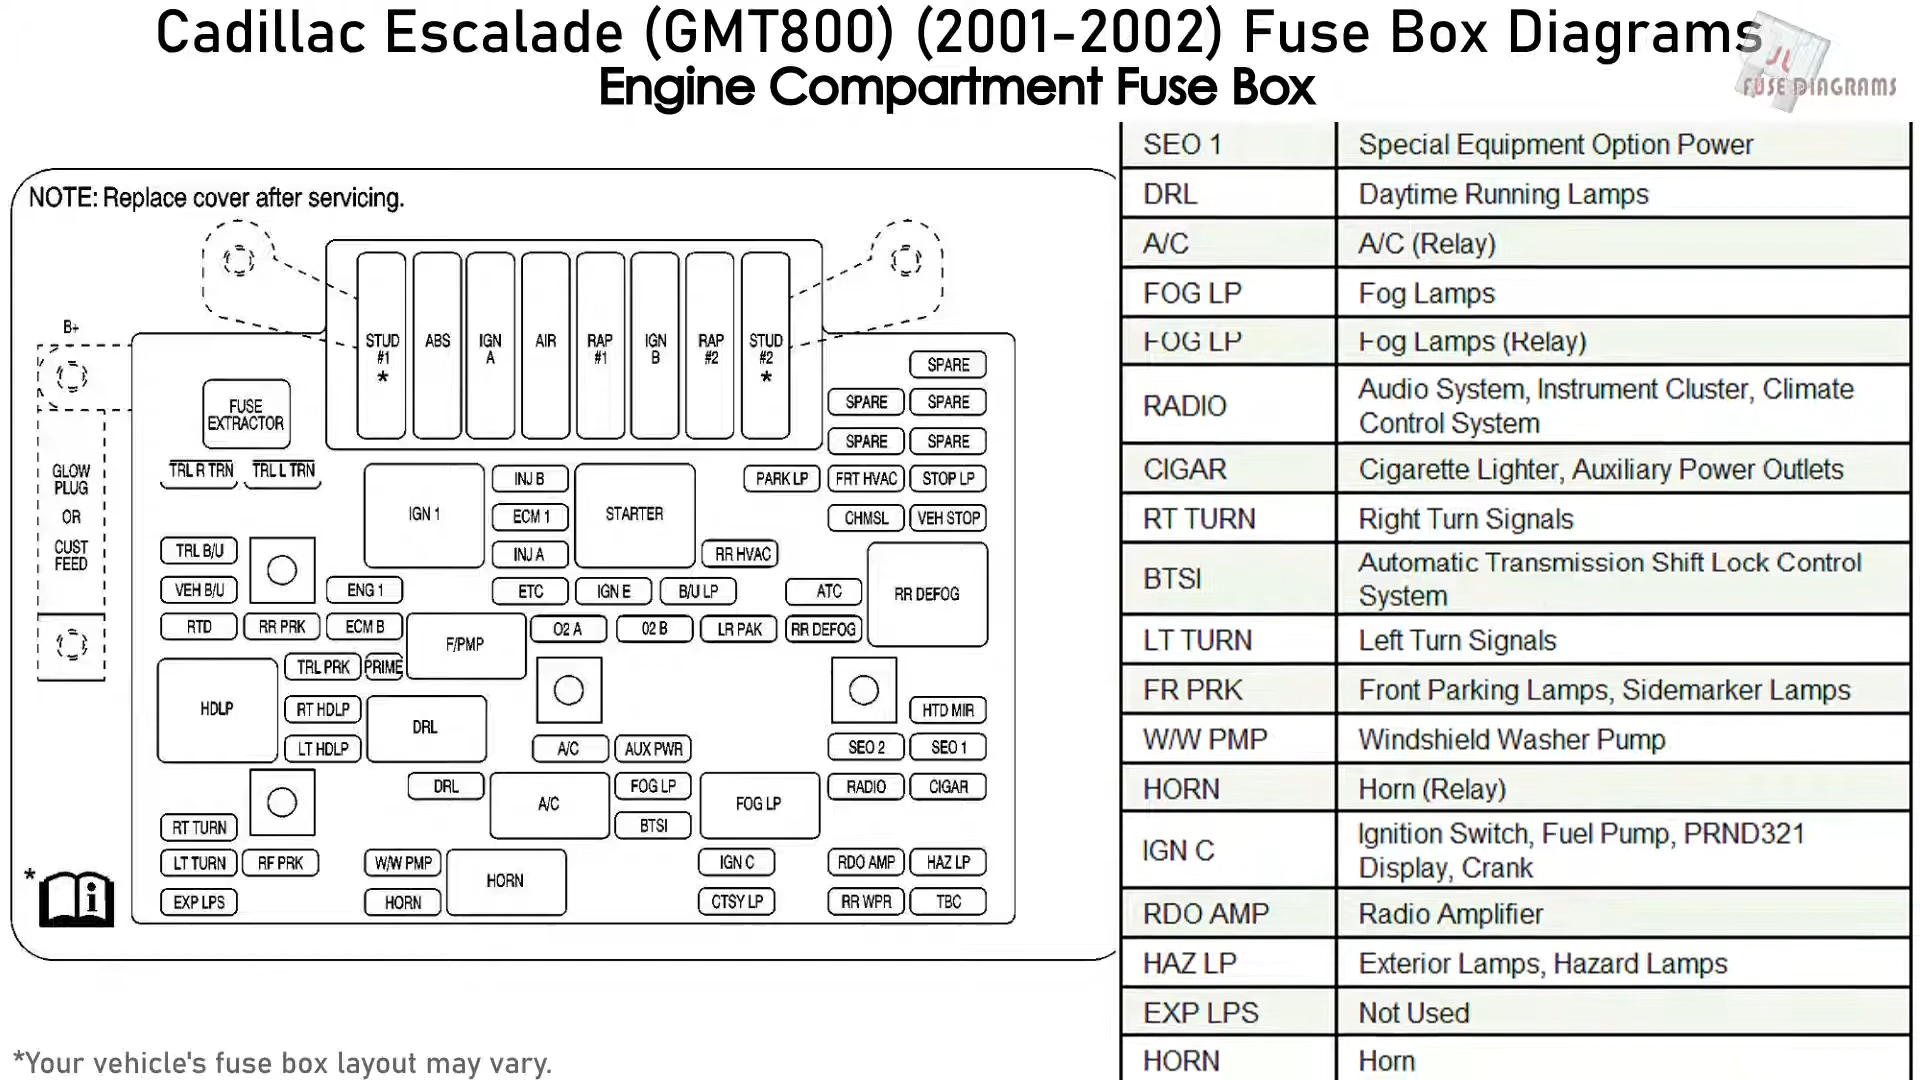 Cadillac Escalade (GMT800) (2001-2002) Fuse Box Diagrams
Engine Compartment Fuse Box
JL
FUSE DIAGRAMS
NOTE: Replace cover after servicing.
B+
GLOW
PLUG
OR
CUST
FEED
STUD
#1
*
ABS
IGN
A
AIR
RAP
#1
IGN
B
RAP
#2
STUD
#2
*
FUSE
EXTRACTOR
SPARE
SPARE SPARE
SPARE SPARE
TRL R TRN TRL L TRN
IGN 1
INJ B
STARTER
PARK LP FRT HVAC STOP LP
ECM 1
CHMSL VEH STOP
TRL B/U
INJ A
RR HVAC
RR DEFOG
VEH B/U ENG 1
ETC IGN E B/U LP ATC
RTD RR PRK ECM B
F/PMP
O2 A 02 B LR PAK RR DEFOG
TRL PRK PRIME
HDLP
RT HDLP
DRL
HTD MIR
LT HDLP
A/C AUX PWR
SEO 2 SEO 1
DRL
A/C
FOG LP
FOG LP
RADIO CIGAR
RT TURN
BTSI
LT TURN RF PRK
W/W PMP
HORN
IGN C
RDO AMP HAZ LP
EXP LPS
HORN
CTSY LP
RR WPR TBC
*
i
*Your vehicle's fuse box layout may vary.
SEO 1 Special Equipment Option Power
DRL Daytime Running Lamps
A/C A/C (Relay)
FOG LP Fog Lamps
FOG LP Fog Lamps (Relay)
RADIO Audio System, Instrument Cluster, Climate
Control System
CIGAR Cigarette Lighter, Auxiliary Power Outlets
RT TURN Right Turn Signals
BTSI Automatic Transmission Shift Lock Control
System
LT TURN Left Turn Signals
FR PRK Front Parking Lamps, Sidemarker Lamps
W/W PMP Windshield Washer Pump
HORN Horn (Relay)
IGN C Ignition Switch, Fuel Pump, PRND321
Display, Crank
RDO AMP Radio Amplifier
HAZ LP Exterior Lamps, Hazard Lamps
EXP LPS Not Used
HORN Horn